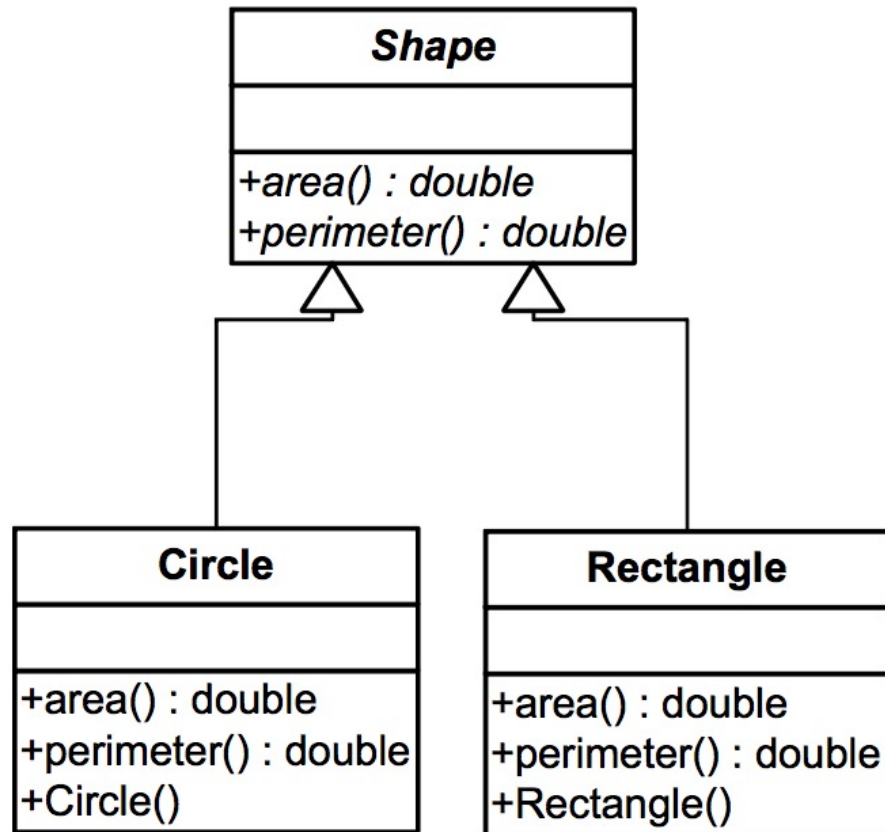 Shape
+area() : double
+perimeter() : double
Circle
+area() : double
+perimeter() : double
+Circle()
Rectangle
+area() : double
+perimeter() : double
+Rectangle()